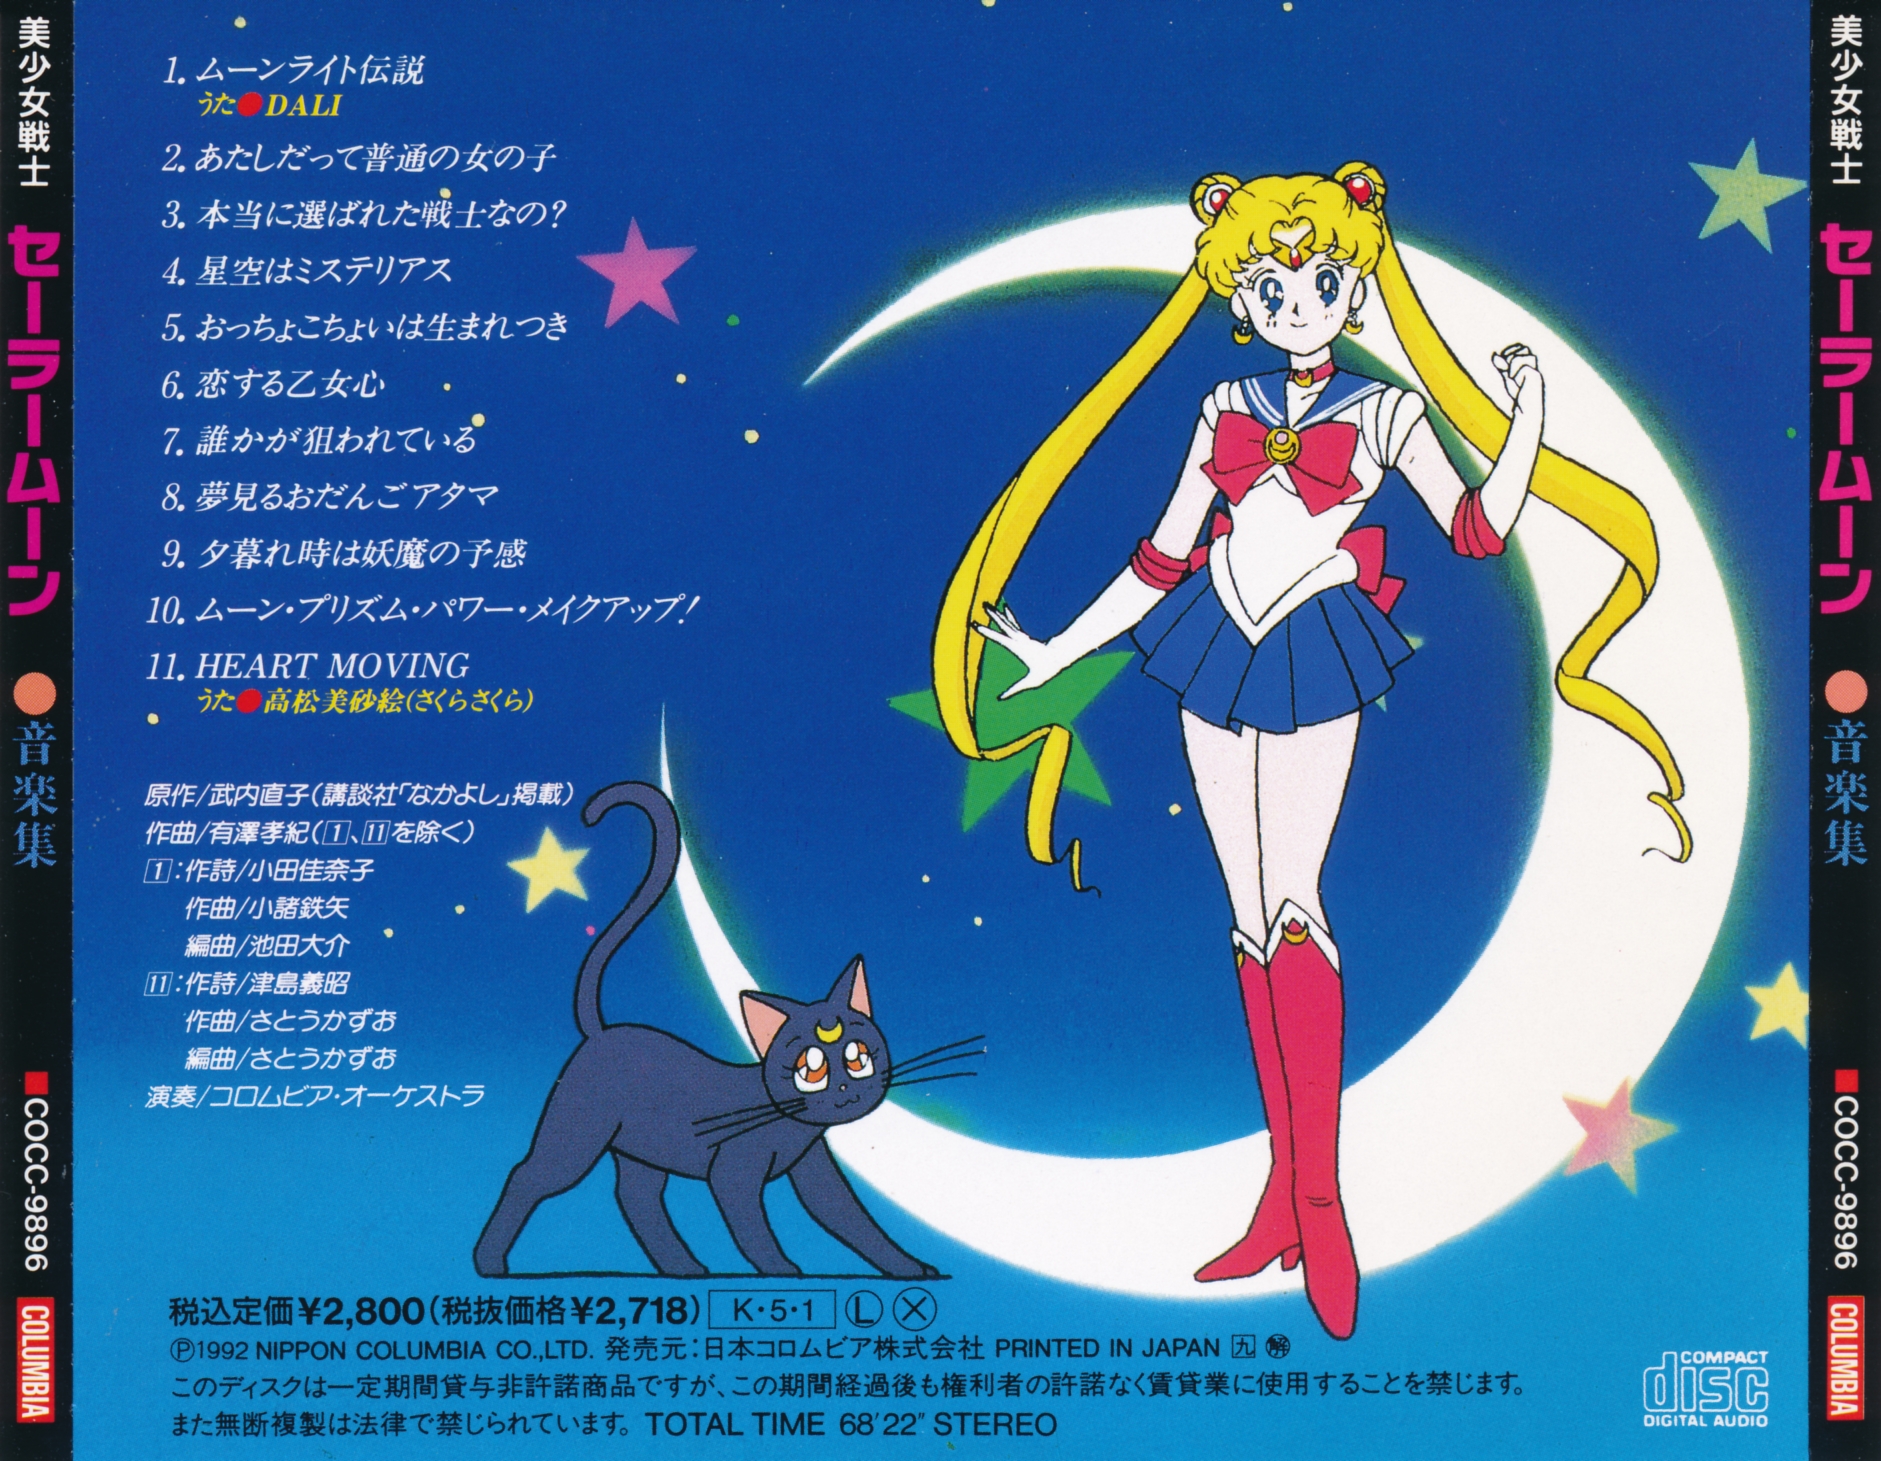 美少女戦士 セーラームーン ● 音楽集 ■COCC-9896 COLUMBIA
1. ムーンライト伝説
うた●DALI
2. あたしだって普通の女の子
3. 本当に選ばれた戦士なの?
4. 星空はミステリアス
5. おっちょこちょいは生まれつき
6. 恋する乙女心
7. 誰かが狙われている
8. 夢見るおだんごアタマ
9. 夕暮れ時は妖魔の予感
10. ムーン・プリズム・パワー・メイクアップ!
11. HEART MOVING
うた●高松美砂絵(さくらさくら)
原作/武内直子(講談社「なかよし」掲載)
作曲/有澤孝紀(1、11を除く)
1:作詩/小田佳奈子
作曲/小諸鉄矢
編曲/池田大介
11:作詩/津島義昭
作曲/さとうかずお
編曲/さとうかずお
演奏/コロムビア・オーケストラ
税込定価¥2,800(税抜価格¥2,718) K・5・1 Ⓛ Ⓧ
Ⓟ1992 NIPPON COLUMBIA CO.,LTD. 発売元:日本コロムビア株式会社 PRINTED IN JAPAN 九 解
このディスクは一定期間貸与非許諾商品ですが、この期間経過後も権利者の許諾なく賃貸業に使用することを禁じます。
また無断複製は法律で禁じられています。 TOTAL TIME 68'22" STEREO
COMPACT
disc
DIGITAL AUDIO
美少女戦士 セーラームーン ● 音楽集 ■COCC-9896 COLUMBIA